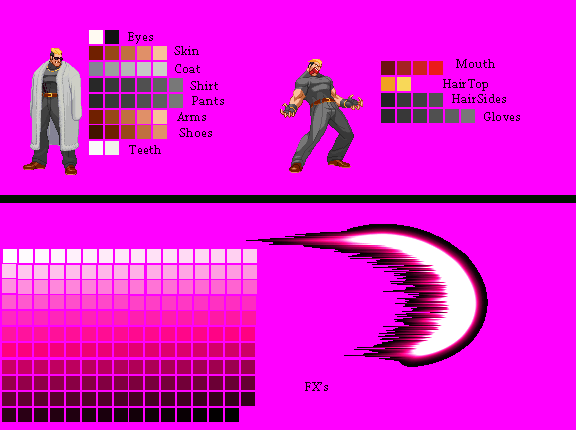 Eyes
Skin
Coat
Shirt
Pants
Arms
Shoes
Teeth
Mouth
Hair Top
HairSides
Gloves
FX's